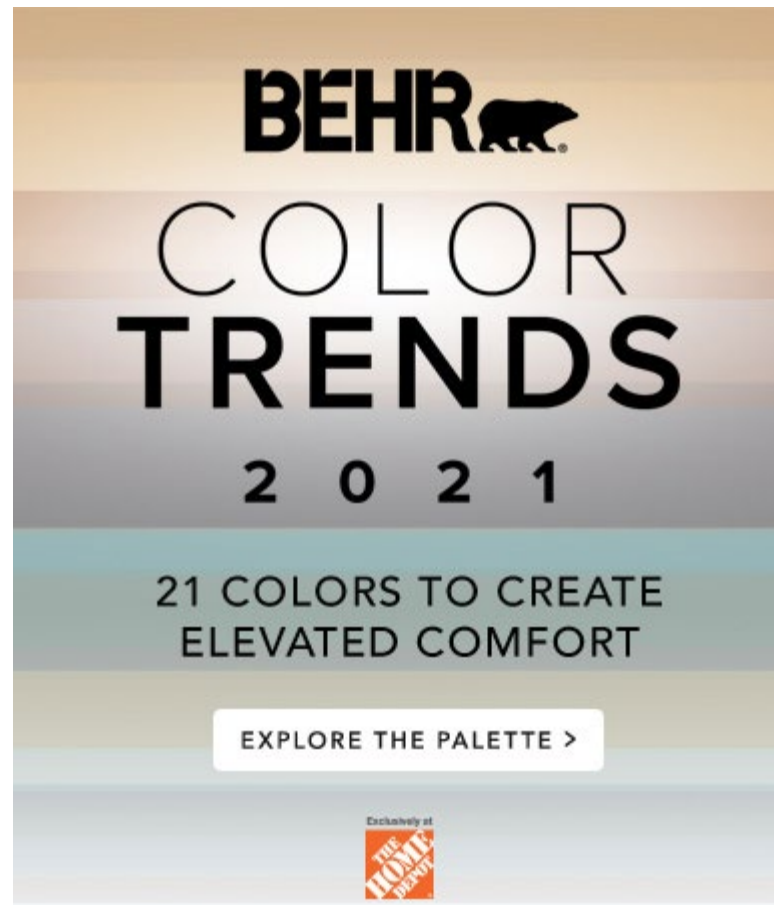 BEHR®
COLOR
TRENDS
2 0 2 1
21 COLORS TO CREATE
ELEVATED COMFORT
EXPLORE THE PALETTE >
Exclusively at
THE
HOME
DEPOT